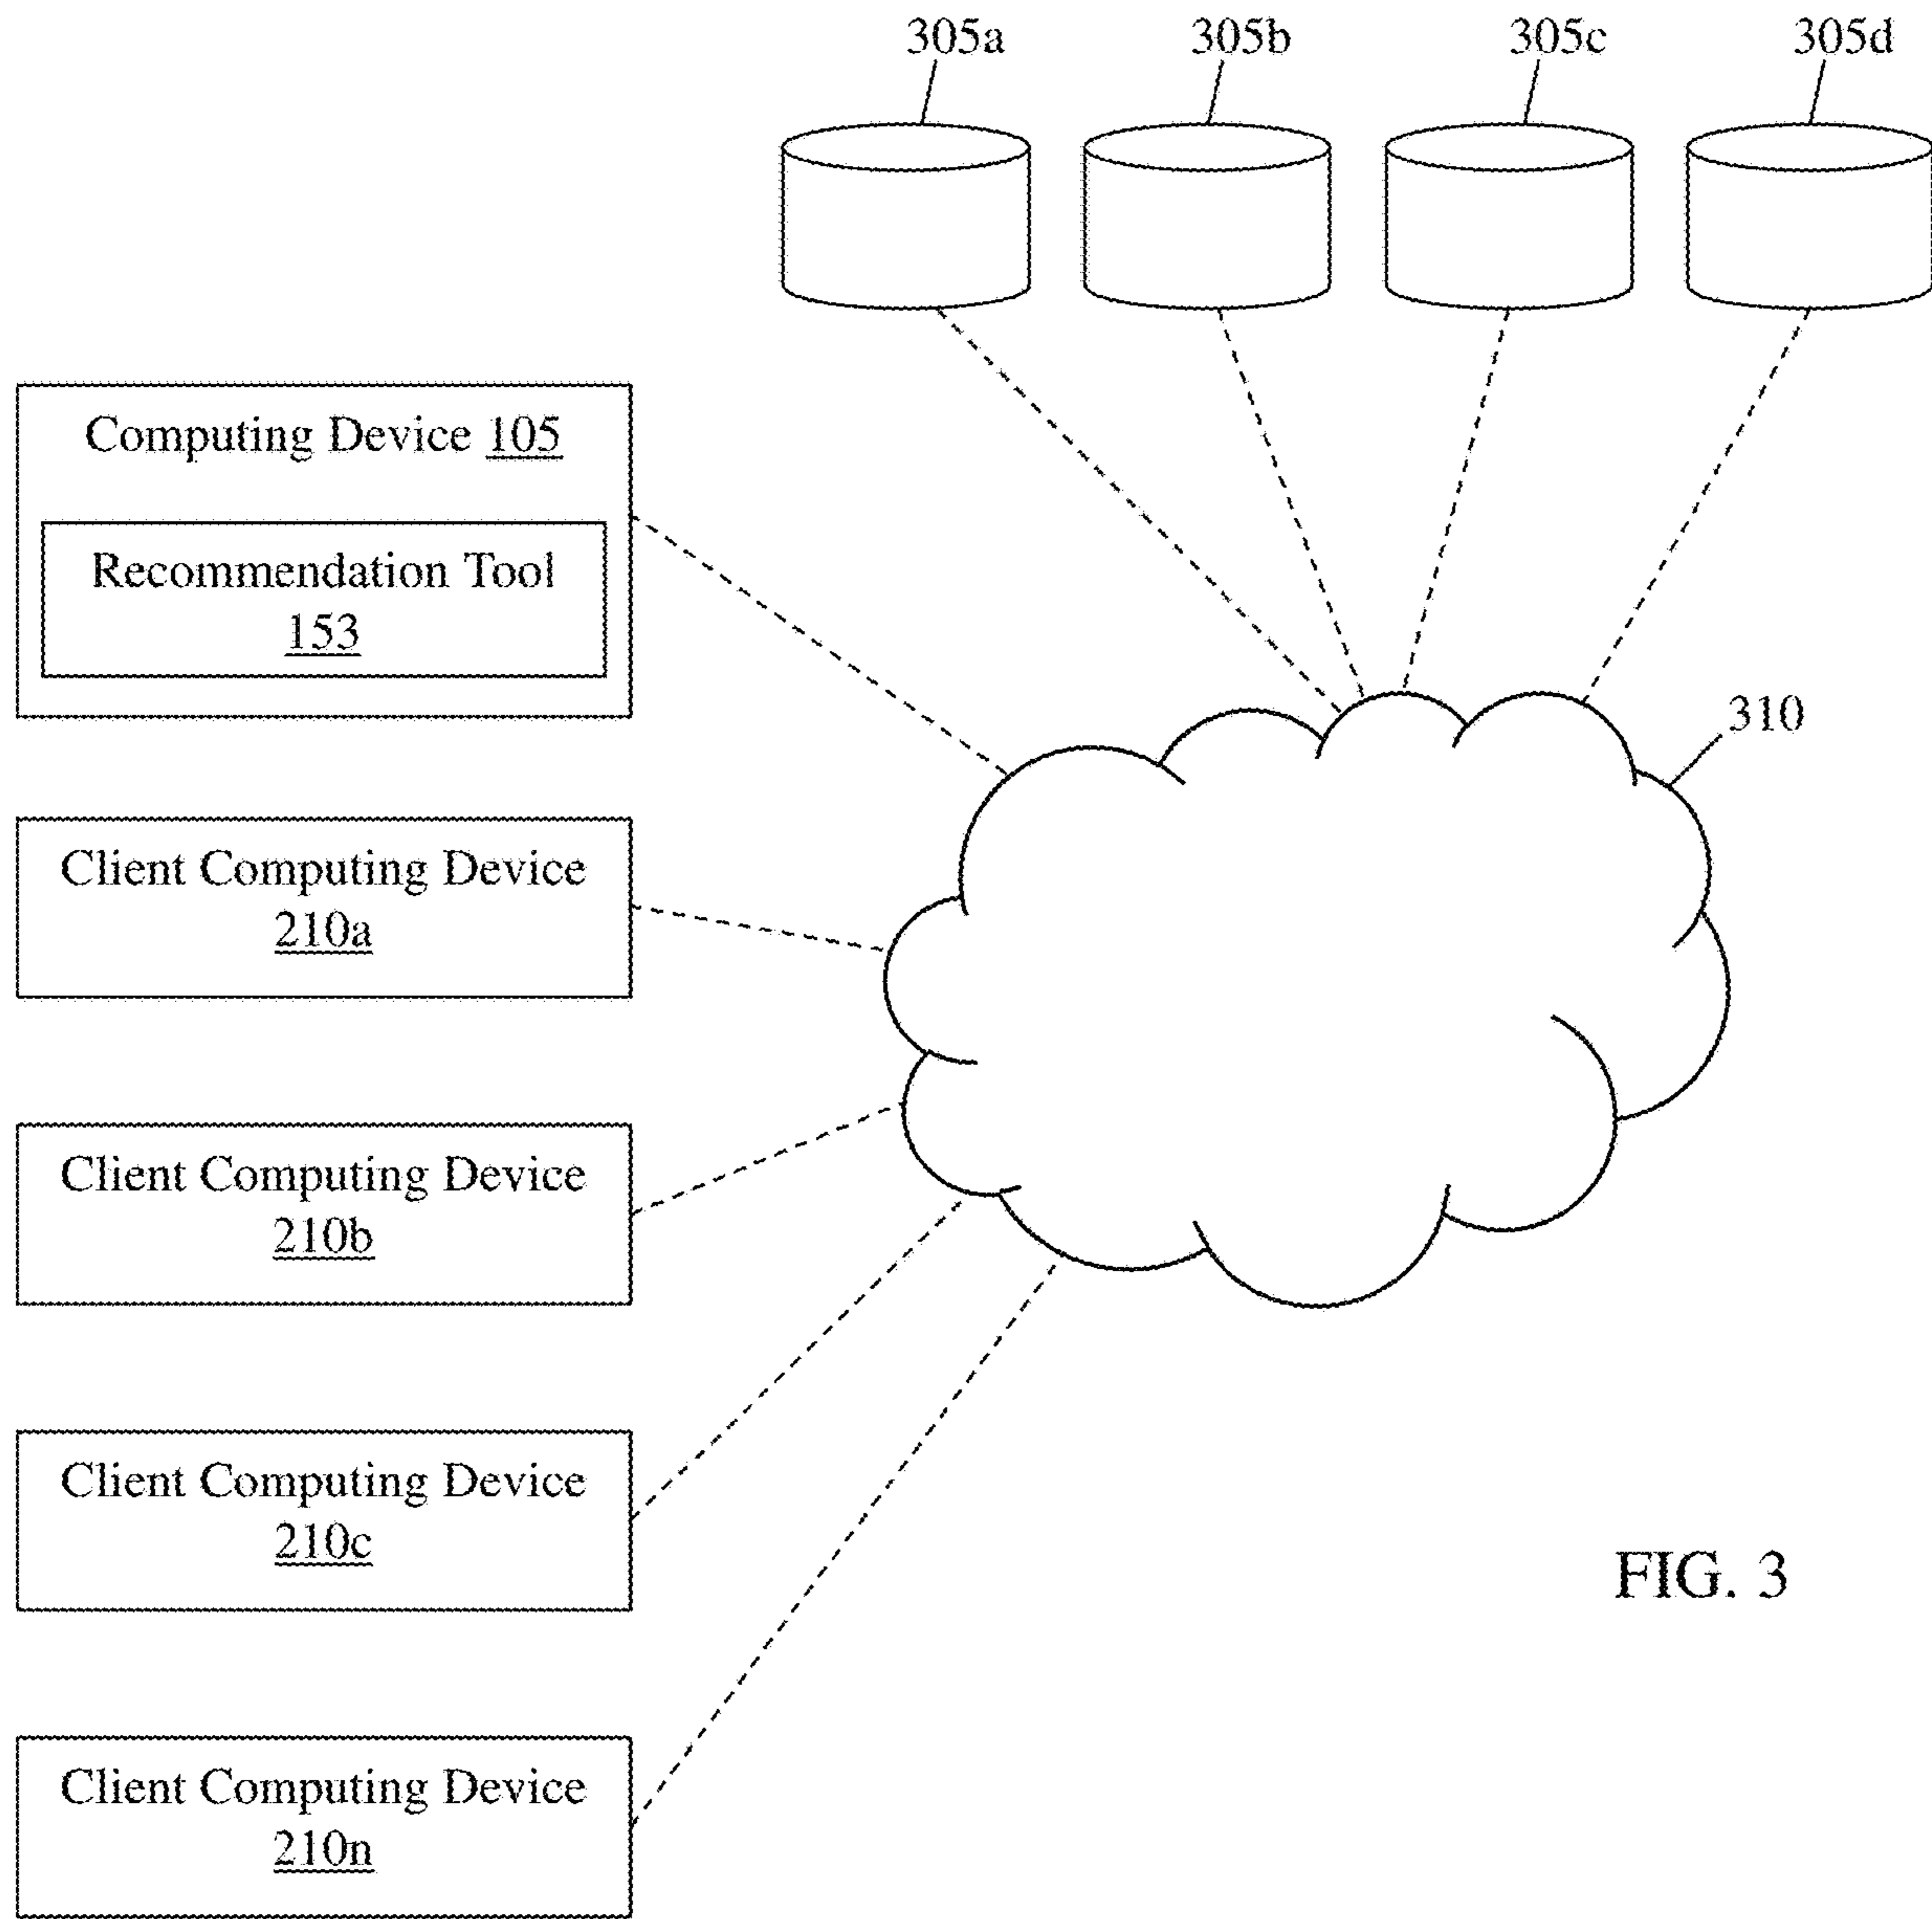 305a 305b 305c 305d
Computing Device 105
Recommendation Tool
153
310
Client Computing Device
210a
Client Computing Device
210b
Client Computing Device
210c
FIG. 3
Client Computing Device
210n